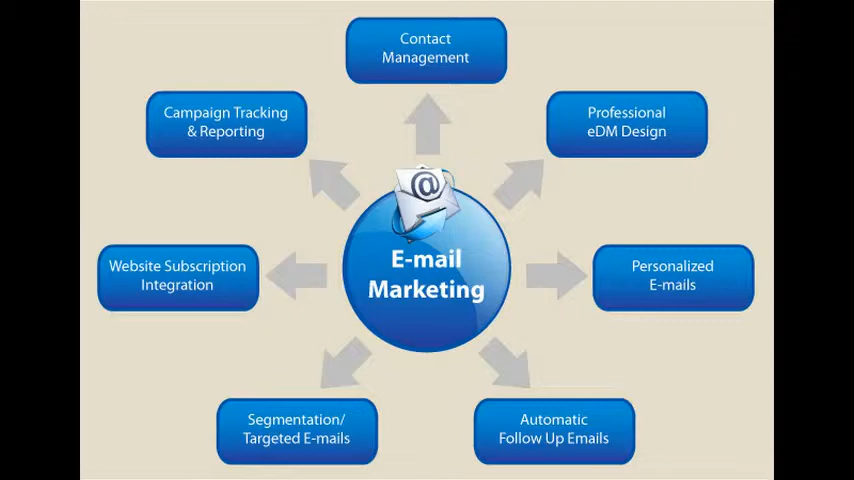 Contact
Management
Campaign Tracking
& Reporting
Professional
eDM Design
@
E-mail
Marketing
Website Subscription
Integration
Personalized
E-mails
Segmentation/
Targeted E-mails
Automatic
Follow Up Emails